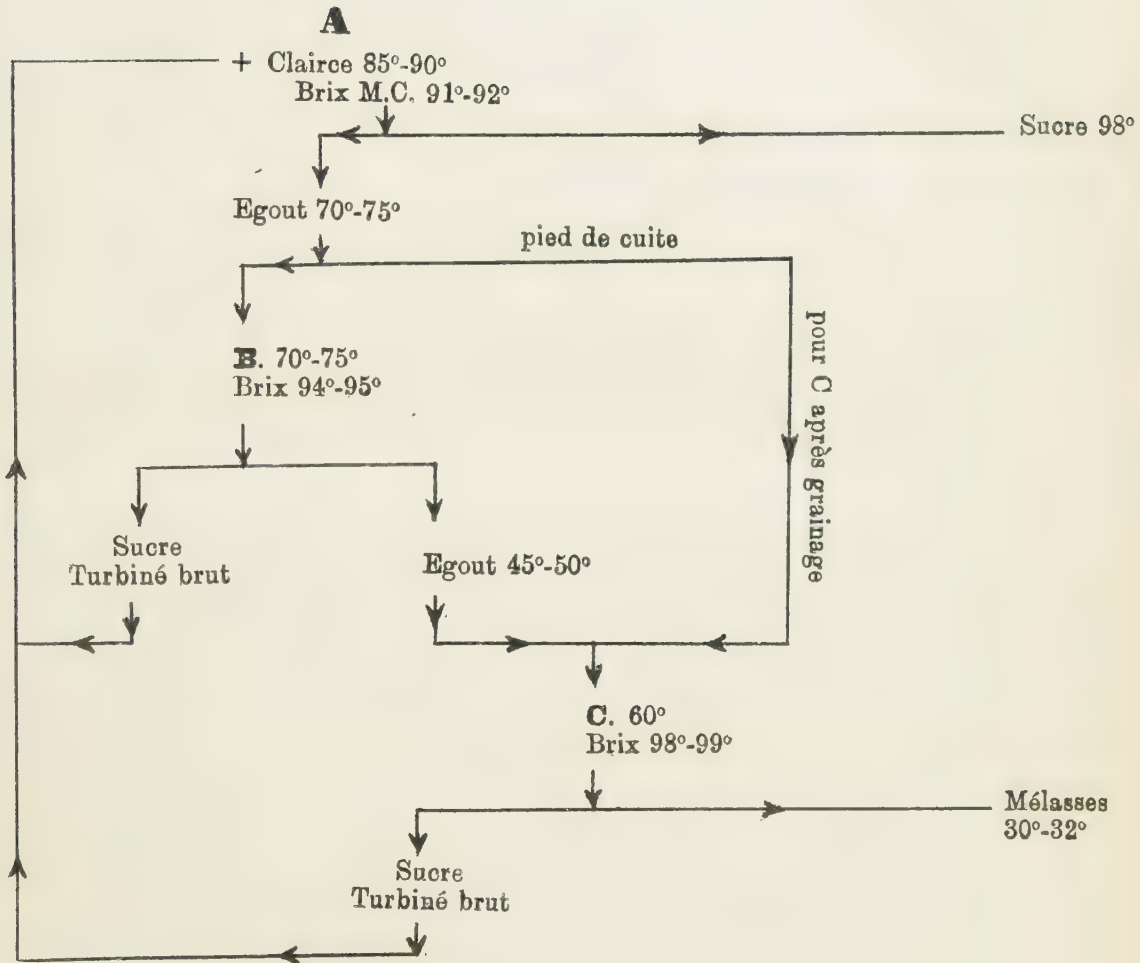 A
+ Clairce 85°-90°
Brix M.C. 91°-92°
Sucre 98°
Egout 70°-75°
pied de cuite
pour C après grainage
B. 70°-75°
Brix 94°-95°
Sucre
Turbiné brut
Egout 45°-50°
C. 60°
Brix 98°-99°
Mélasses
30°-32°
Sucre
Turbiné brut